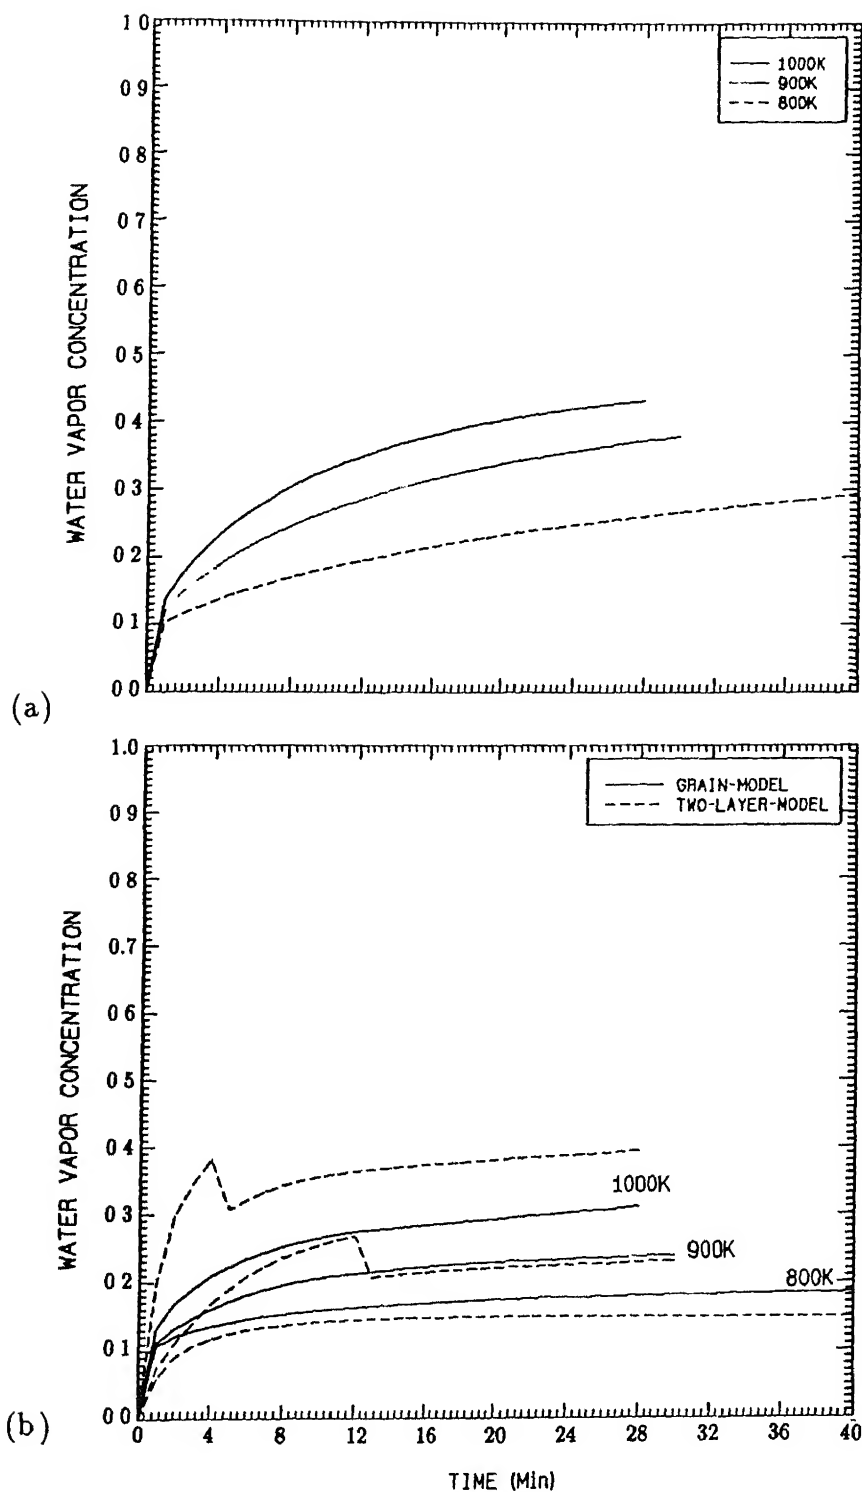 1 0
0 9
0 8
0 7
0 6
0 5
0 4
0 3
0 2
0 1
0 0
WATER VAPOR CONCENTRATION
1000K
900K
800K
(a)
1.0
0 9
0 8
0.7
0 6
0 5
0 4
0 3
0 2
0 1
0 0
WATER VAPOR CONCENTRATION
GRAIN-MODEL
TWO-LAYER-MODEL
1000K
900K
800K
(b)
0 4 8 12 16 20 24 28 32 36 40
TIME (Min)